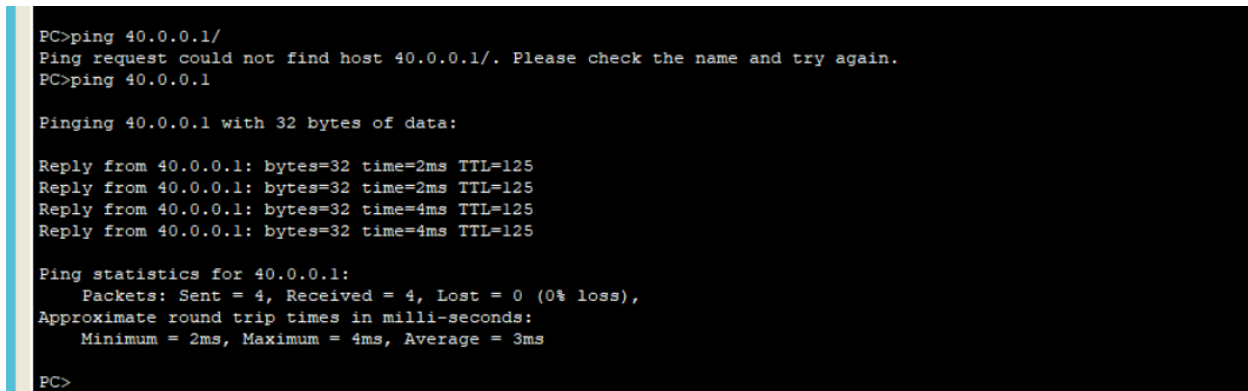 PC>ping 40.0.0.1/
Ping request could not find host 40.0.0.1/. Please check the name and try again.
PC>ping 40.0.0.1
Pinging 40.0.0.1 with 32 bytes of data:
Reply from 40.0.0.1: bytes=32 time=2ms TTL=125
Reply from 40.0.0.1: bytes=32 time=2ms TTL=125
Reply from 40.0.0.1: bytes=32 time=4ms TTL=125
Reply from 40.0.0.1: bytes=32 time=4ms TTL=125
Ping statistics for 40.0.0.1:
Packets: Sent = 4, Received = 4, Lost = 0 (0% loss),
Approximate round trip times in milli-seconds:
Minimum = 2ms, Maximum = 4ms, Average = 3ms
PC>